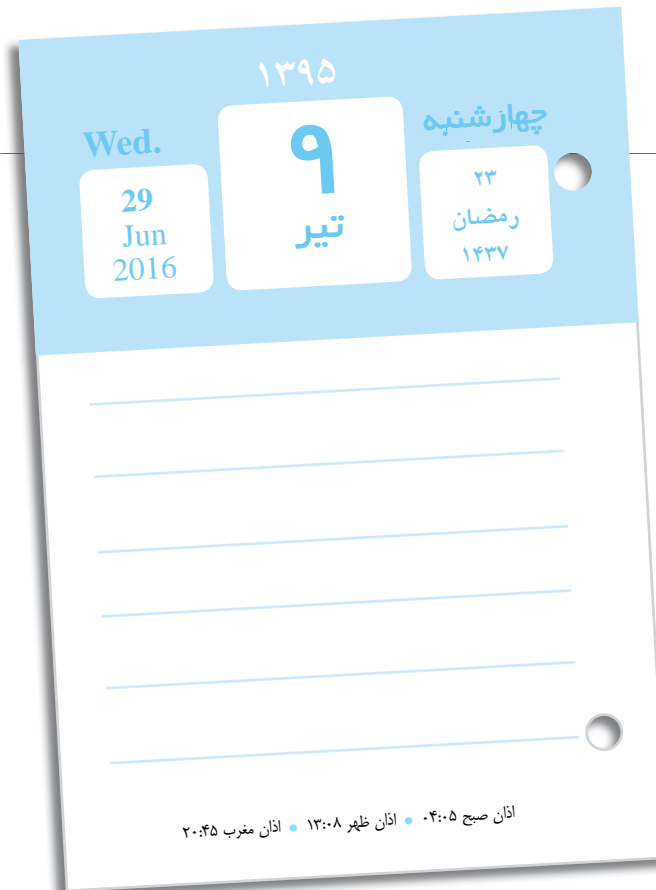 ۱۳۹۵
چهارشنبه
۲۳
رمضان
۱۴۳۷
۹
تیر
Wed.
29
Jun
2016
اذان صبح ۰۴:۰۵ • اذان ظهر ۱۳:۰۸ • اذان مغرب ۲۰:۴۵